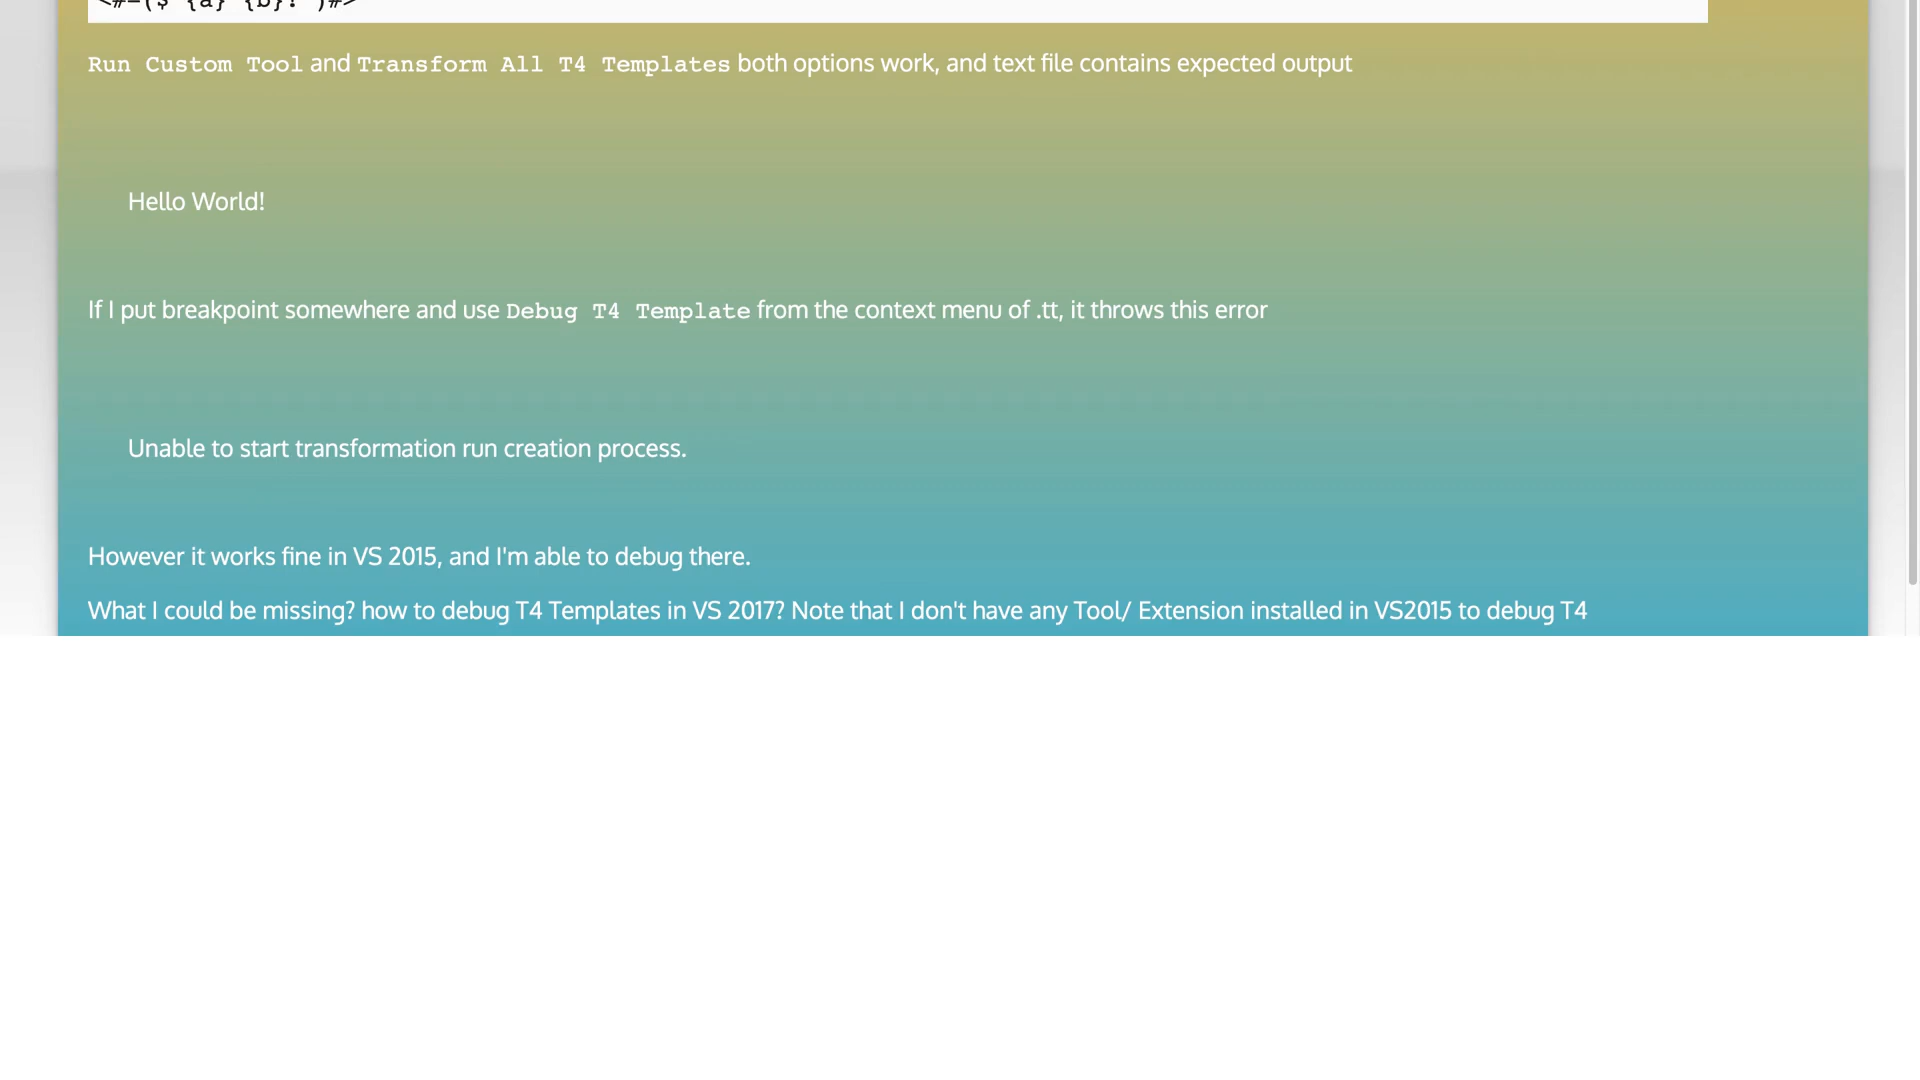 <#=($"{a} {b}!")#>
Run Custom Tool and Transform All T4 Templates both options work, and text file contains expected output
Hello World!
If I put breakpoint somewhere and use Debug T4 Template from the context menu of .tt, it throws this error
Unable to start transformation run creation process.
However it works fine in VS 2015, and I'm able to debug there.
What I could be missing? how to debug T4 Templates in VS 2017? Note that I don't have any Tool/ Extension installed in VS2015 to debug T4